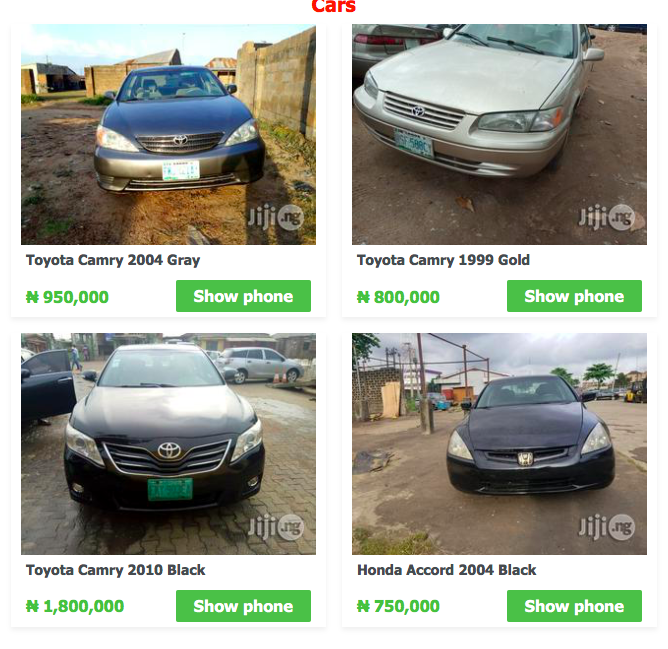 Cars
Jiji.ng
Jiji.ng
Toyota Camry 2004 Gray
Toyota Camry 1999 Gold
₦ 950,000
Show phone
₦ 800,000
Show phone
Jiji.ng
Jiji.ng
Toyota Camry 2010 Black
Honda Accord 2004 Black
₦ 1,800,000
Show phone
₦ 750,000
Show phone